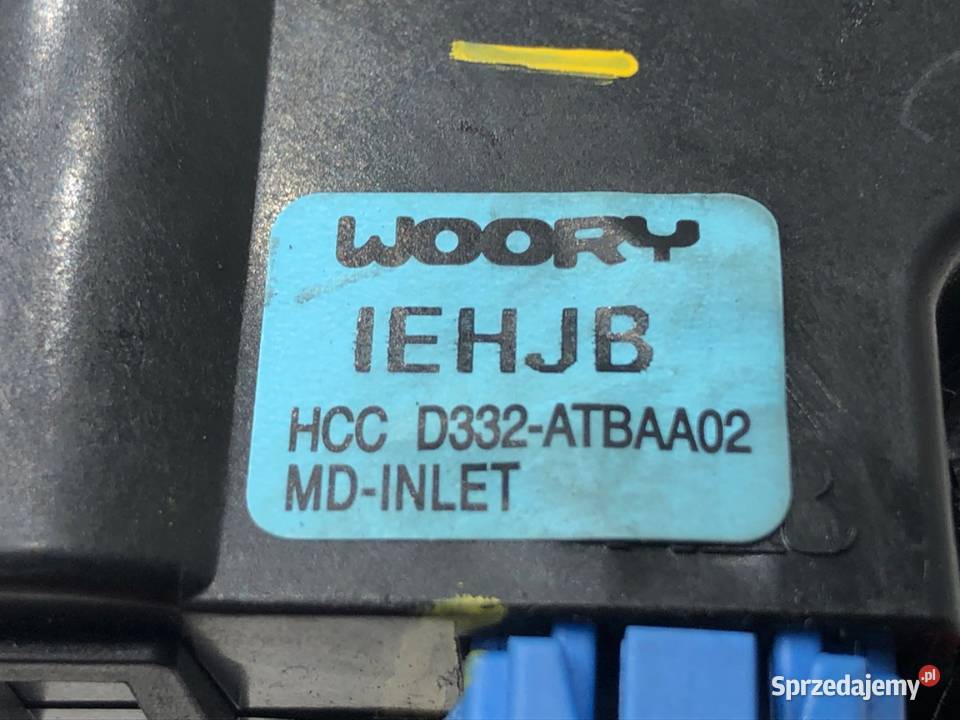 WOORY
IEHJB
HCC D332-ATBAA02
MD-INLET
Sprzedajemy.pl